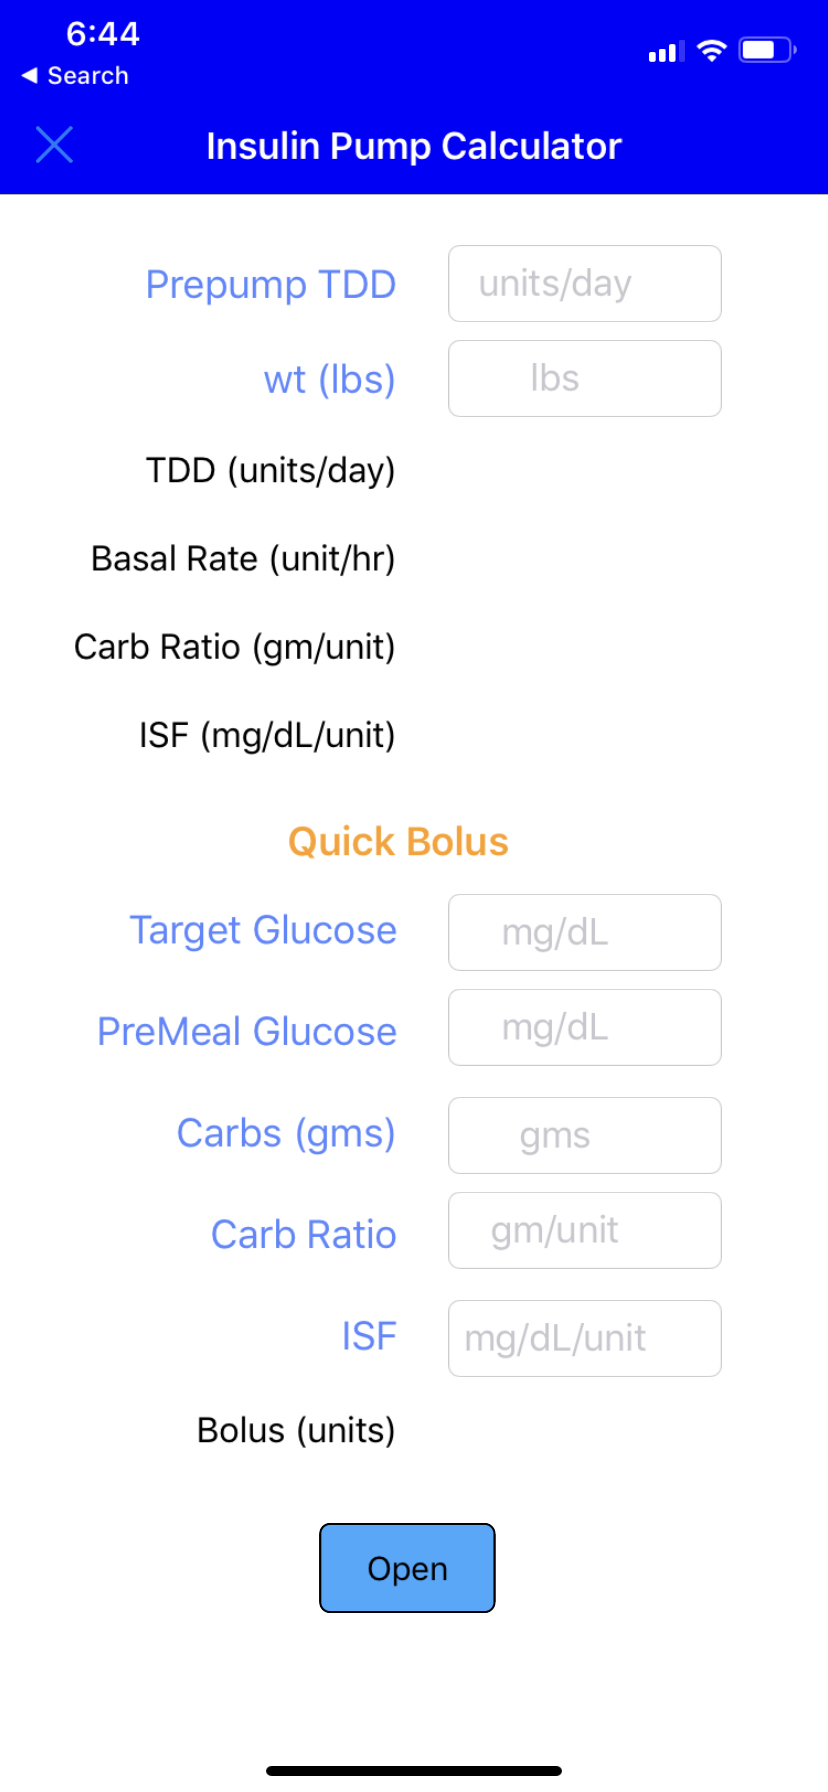 6:44
◀ Search
Insulin Pump Calculator
Prepump TDD units/day
wt (lbs) lbs
TDD (units/day)
Basal Rate (unit/hr)
Carb Ratio (gm/unit)
ISF (mg/dL/unit)
Quick Bolus
Target Glucose mg/dL
PreMeal Glucose mg/dL
Carbs (gms) gms
Carb Ratio gm/unit
ISF mg/dL/unit
Bolus (units)
Open